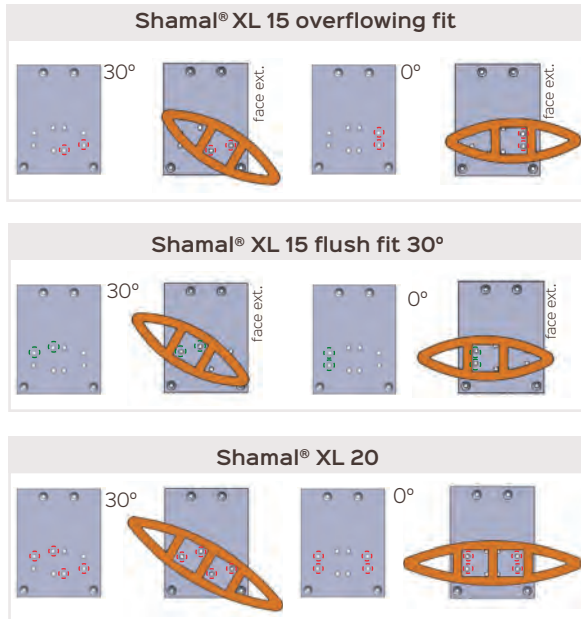 Shamal® XL 15 overflowing fit
30º
face ext.
0º
face ext.
Shamal® XL 15 flush fit 30º
30º
face ext.
0º
face ext.
Shamal® XL 20
30º
0º